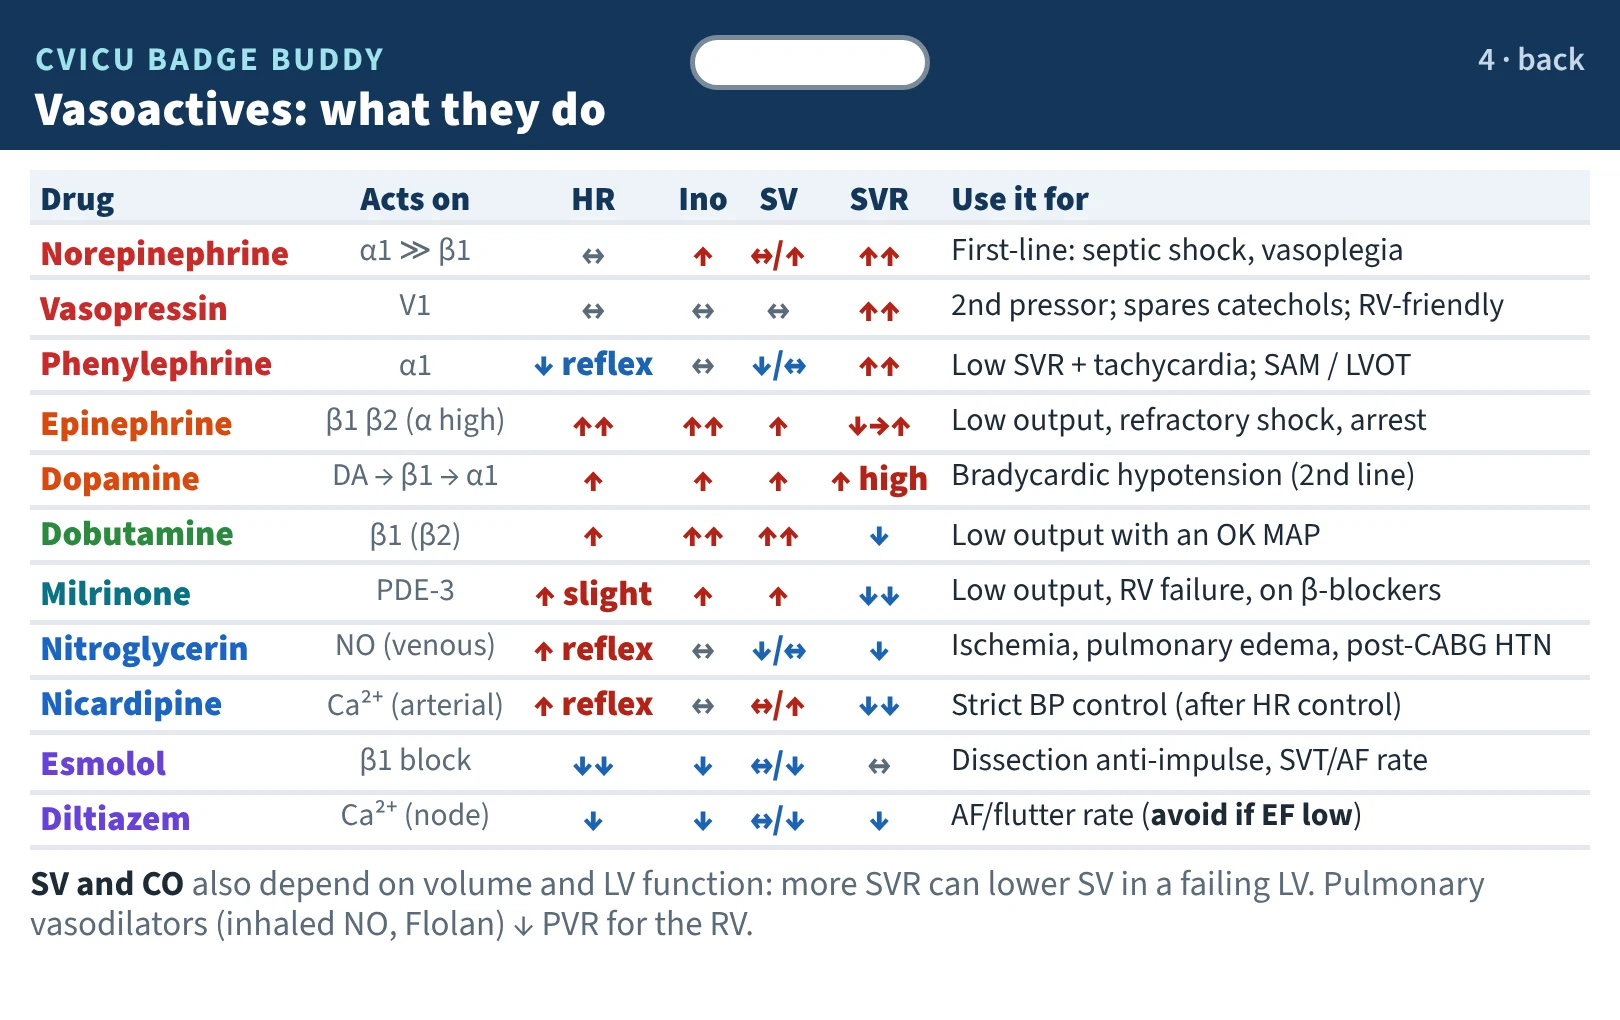 CVICU BADGE BUDDY
4 · back
Vasoactives: what they do
Drug Acts on HR Ino SV SVR Use it for
Norepinephrine α1 ≫ β1 ↔ ↑ ↔/↑ ↑↑ First-line: septic shock, vasoplegia
Vasopressin V1 ↔ ↔ ↔ ↑↑ 2nd pressor; spares catechols; RV-friendly
Phenylephrine α1 ↓ reflex ↔ ↓/↔ ↑↑ Low SVR + tachycardia; SAM / LVOT
Epinephrine β1 β2 (α high) ↑↑ ↑↑ ↑ ↓→↑ Low output, refractory shock, arrest
Dopamine DA → β1 → α1 ↑ ↑ ↑ ↑ high Bradycardic hypotension (2nd line)
Dobutamine β1 (β2) ↑ ↑↑ ↑↑ ↓ Low output with an OK MAP
Milrinone PDE-3 ↑ slight ↑ ↑ ↓↓ Low output, RV failure, on β-blockers
Nitroglycerin NO (venous) ↑ reflex ↔ ↓/↔ ↓ Ischemia, pulmonary edema, post-CABG HTN
Nicardipine Ca²⁺ (arterial) ↑ reflex ↔ ↔/↑ ↓↓ Strict BP control (after HR control)
Esmolol β1 block ↓↓ ↓ ↔/↓ ↔ Dissection anti-impulse, SVT/AF rate
Diltiazem Ca²⁺ (node) ↓ ↓ ↔/↓ ↓ AF/flutter rate (avoid if EF low)
SV and CO also depend on volume and LV function: more SVR can lower SV in a failing LV. Pulmonary
vasodilators (inhaled NO, Flolan) ↓ PVR for the RV.